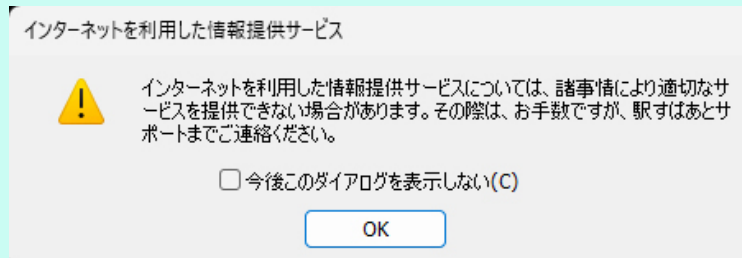 インターネットを利用した情報提供サービス
インターネットを利用した情報提供サービスについては、諸事情により適切なサ
ービスを提供できない場合があります。その際は、お手数ですが、駅すぱあとサ
ポートまでご連絡ください。
今後このダイアログを表示しない(C)
OK